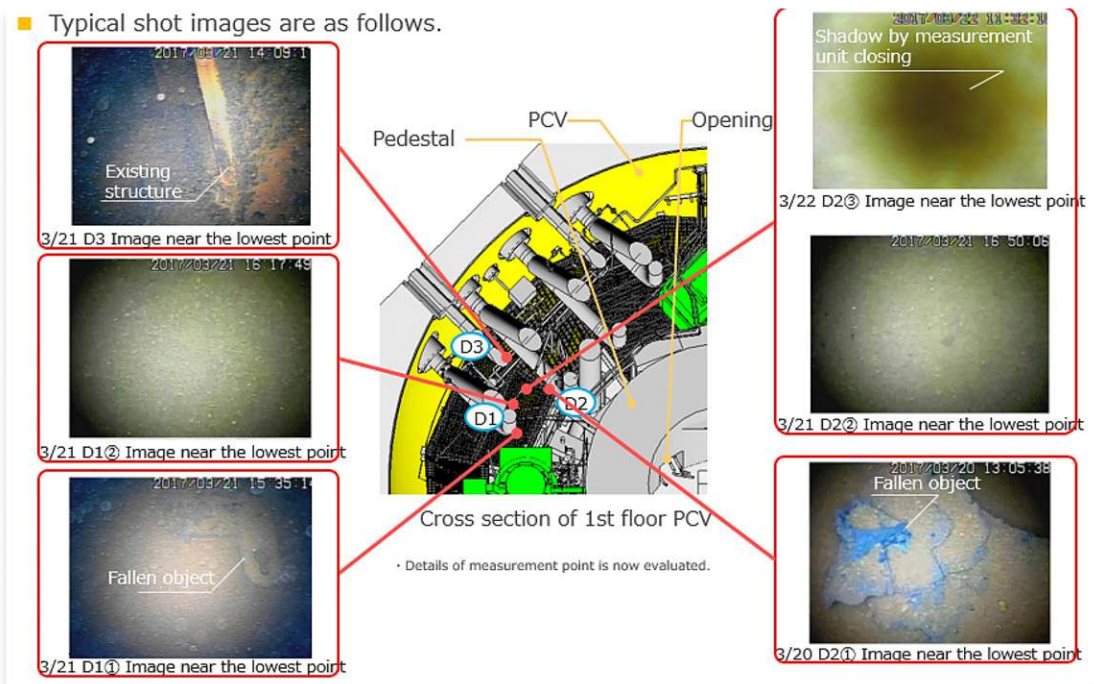 Typical shot images are as follows.
2017/03/21 14:09:1
Existing
structure
3/21 D3 Image near the lowest point
2017/03/21 16:17:49
3/21 D1② Image near the lowest point
2017/03/21 15:35:14
Fallen object
3/21 D1① Image near the lowest point
Pedestal
PCV
Opening
D3
D1
D2
Cross section of 1st floor PCV
・Details of measurement point is now evaluated.
2017/03/22 11:32:1
Shadow by measurement
unit closing
3/22 D2③ Image near the lowest point
2017/03/21 16:50:06
3/21 D2② Image near the lowest point
2017/03/20 13:05:38
Fallen object
3/20 D2① Image near the lowest point